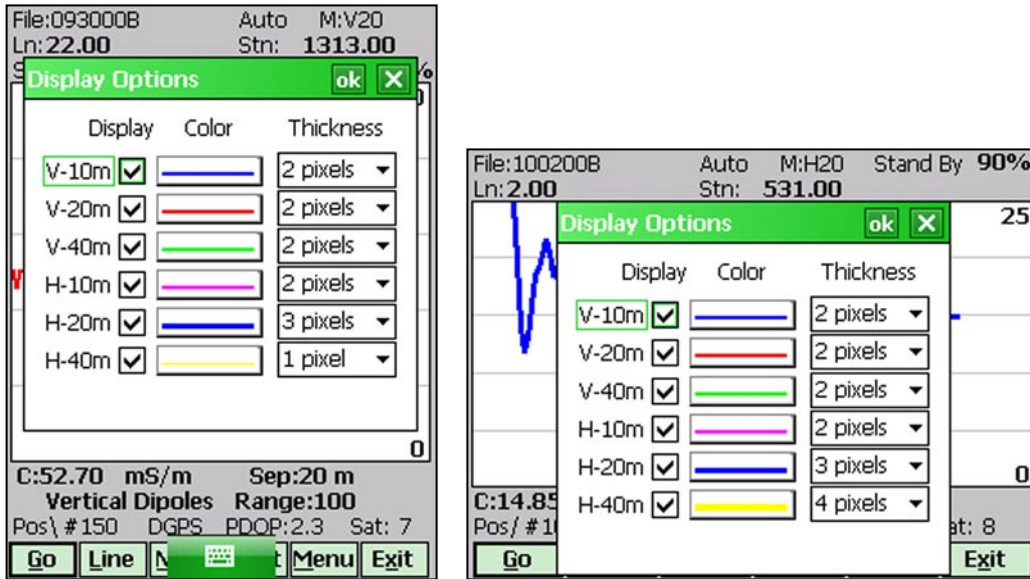 File:093000B Auto M:V20
Ln:22.00 Stn: 1313.00
Display Options ok
Display Color Thickness
V-10m 2 pixels
V-20m 2 pixels
V-40m 2 pixels
H-10m 2 pixels
H-20m 3 pixels
H-40m 1 pixel
0
C:52.70 mS/m Sep:20 m
Vertical Dipoles Range:100
Pos\ #150 DGPS PDOP:2.3 Sat: 7
Go Line Menu Exit
File:100200B Auto M:H20 Stand By 90%
Ln:2.00 Stn: 531.00
25
Display Options ok
Display Color Thickness
V-10m 2 pixels
V-20m 2 pixels
V-40m 2 pixels
H-10m 2 pixels
H-20m 3 pixels
H-40m 4 pixels
0
C:14.85
Pos/ #1 at: 8
Go Exit